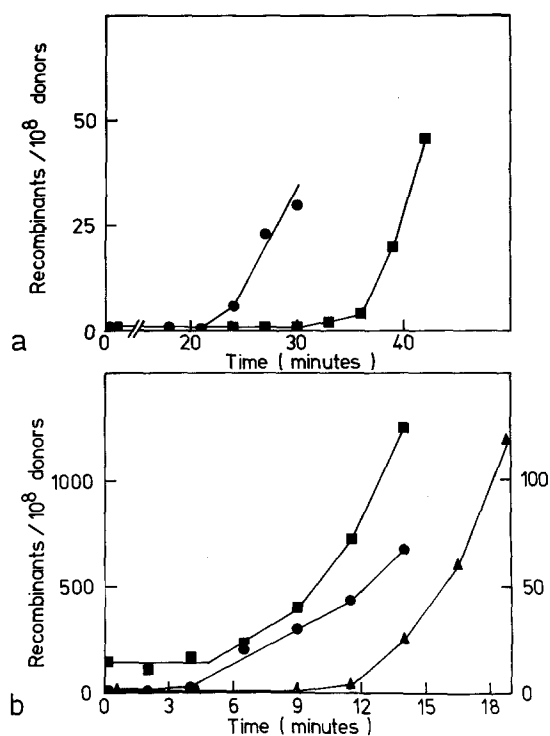 50
25
0
Recombinants / 10⁸ donors
0 20 30 40
Time ( minutes )
a
1000
500
0
Recombinants / 10⁸ donors
100
50
0
0 3 6 9 12 15 18
Time ( minutes )
b